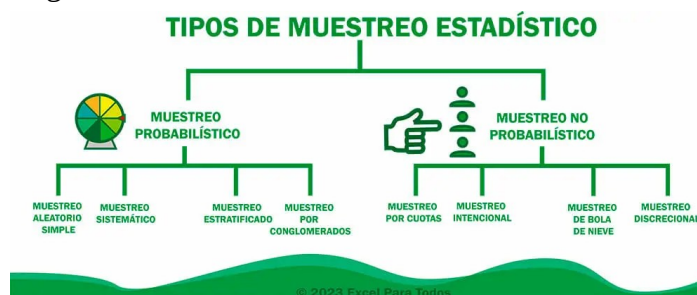 TIPOS DE MUESTREO ESTADÍSTICO
MUESTREO
PROBABILÍSTICO
MUESTREO NO
PROBABILÍSTICO
MUESTREO
ALEATORIO
SIMPLE
MUESTREO
SISTEMÁTICO
MUESTREO
ESTRATIFICADO
MUESTREO
POR
CONGLOMERADOS
MUESTREO
POR CUOTAS
MUESTREO
INTENCIONAL
MUESTREO
DE BOLA
DE NIEVE
MUESTREO
DISCRECIONAL
© 2023 Excel Para Todos